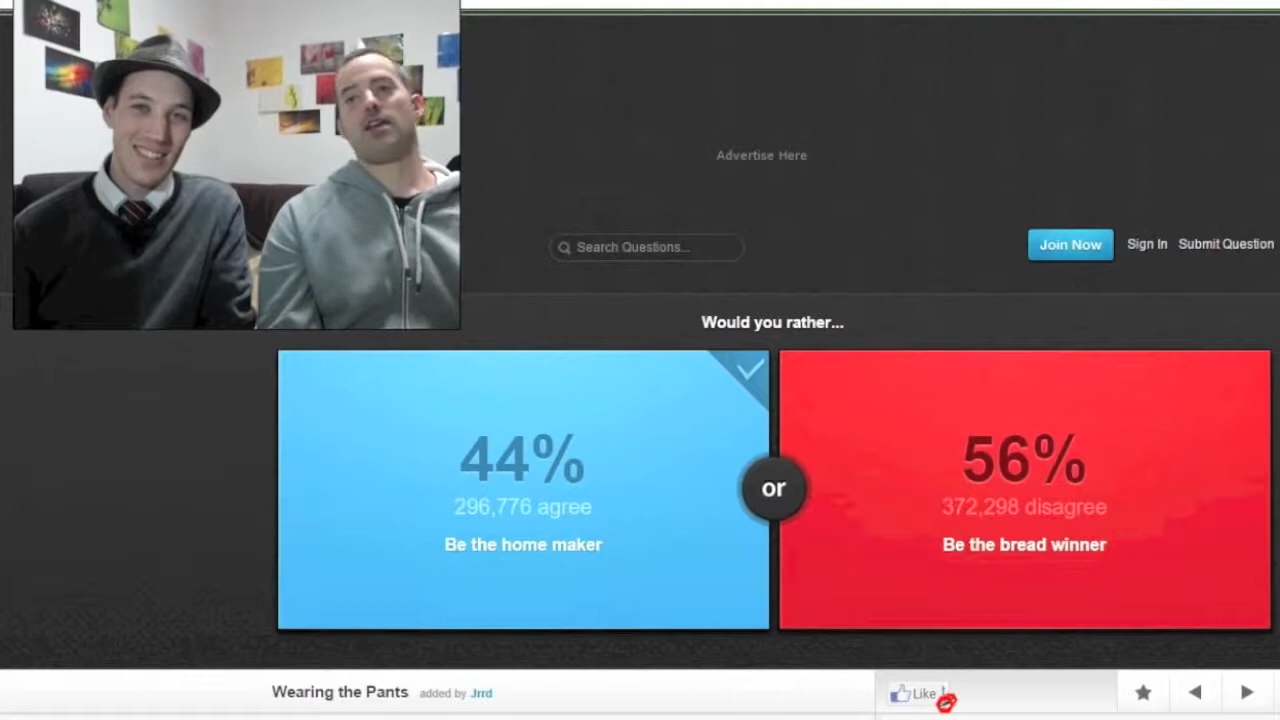 Advertise Here
Search Questions...
Join Now
Sign In
Submit Question
Would you rather...
44%
296,776 agree
Be the home maker
or
56%
372,298 disagree
Be the bread winner
Wearing the Pants added by Jrrd
Like